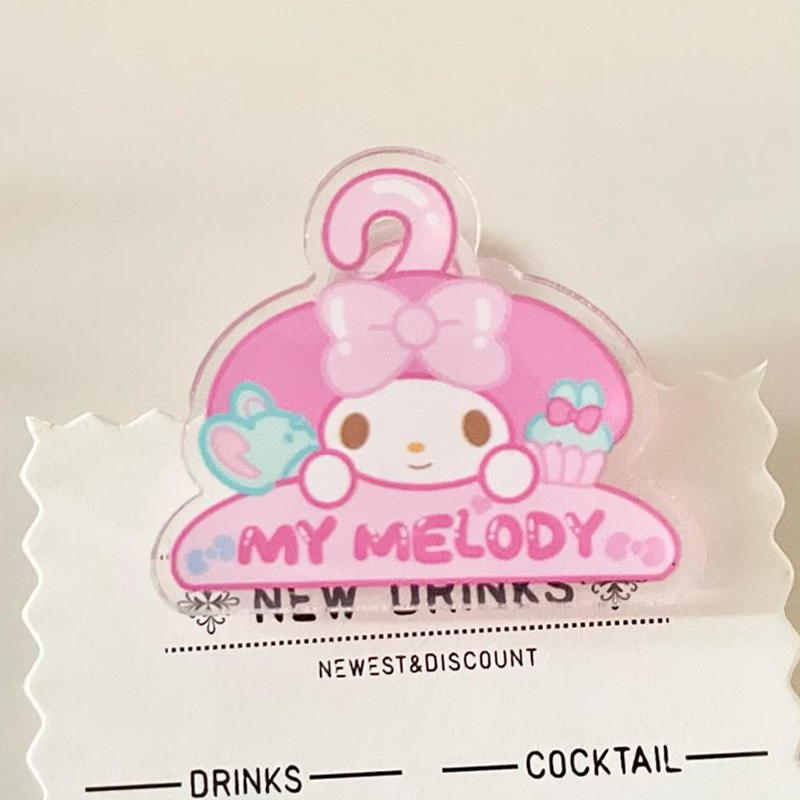 MY MELODY
NEW DRINKS
NEWEST&DISCOUNT
DRINKS COCKTAIL